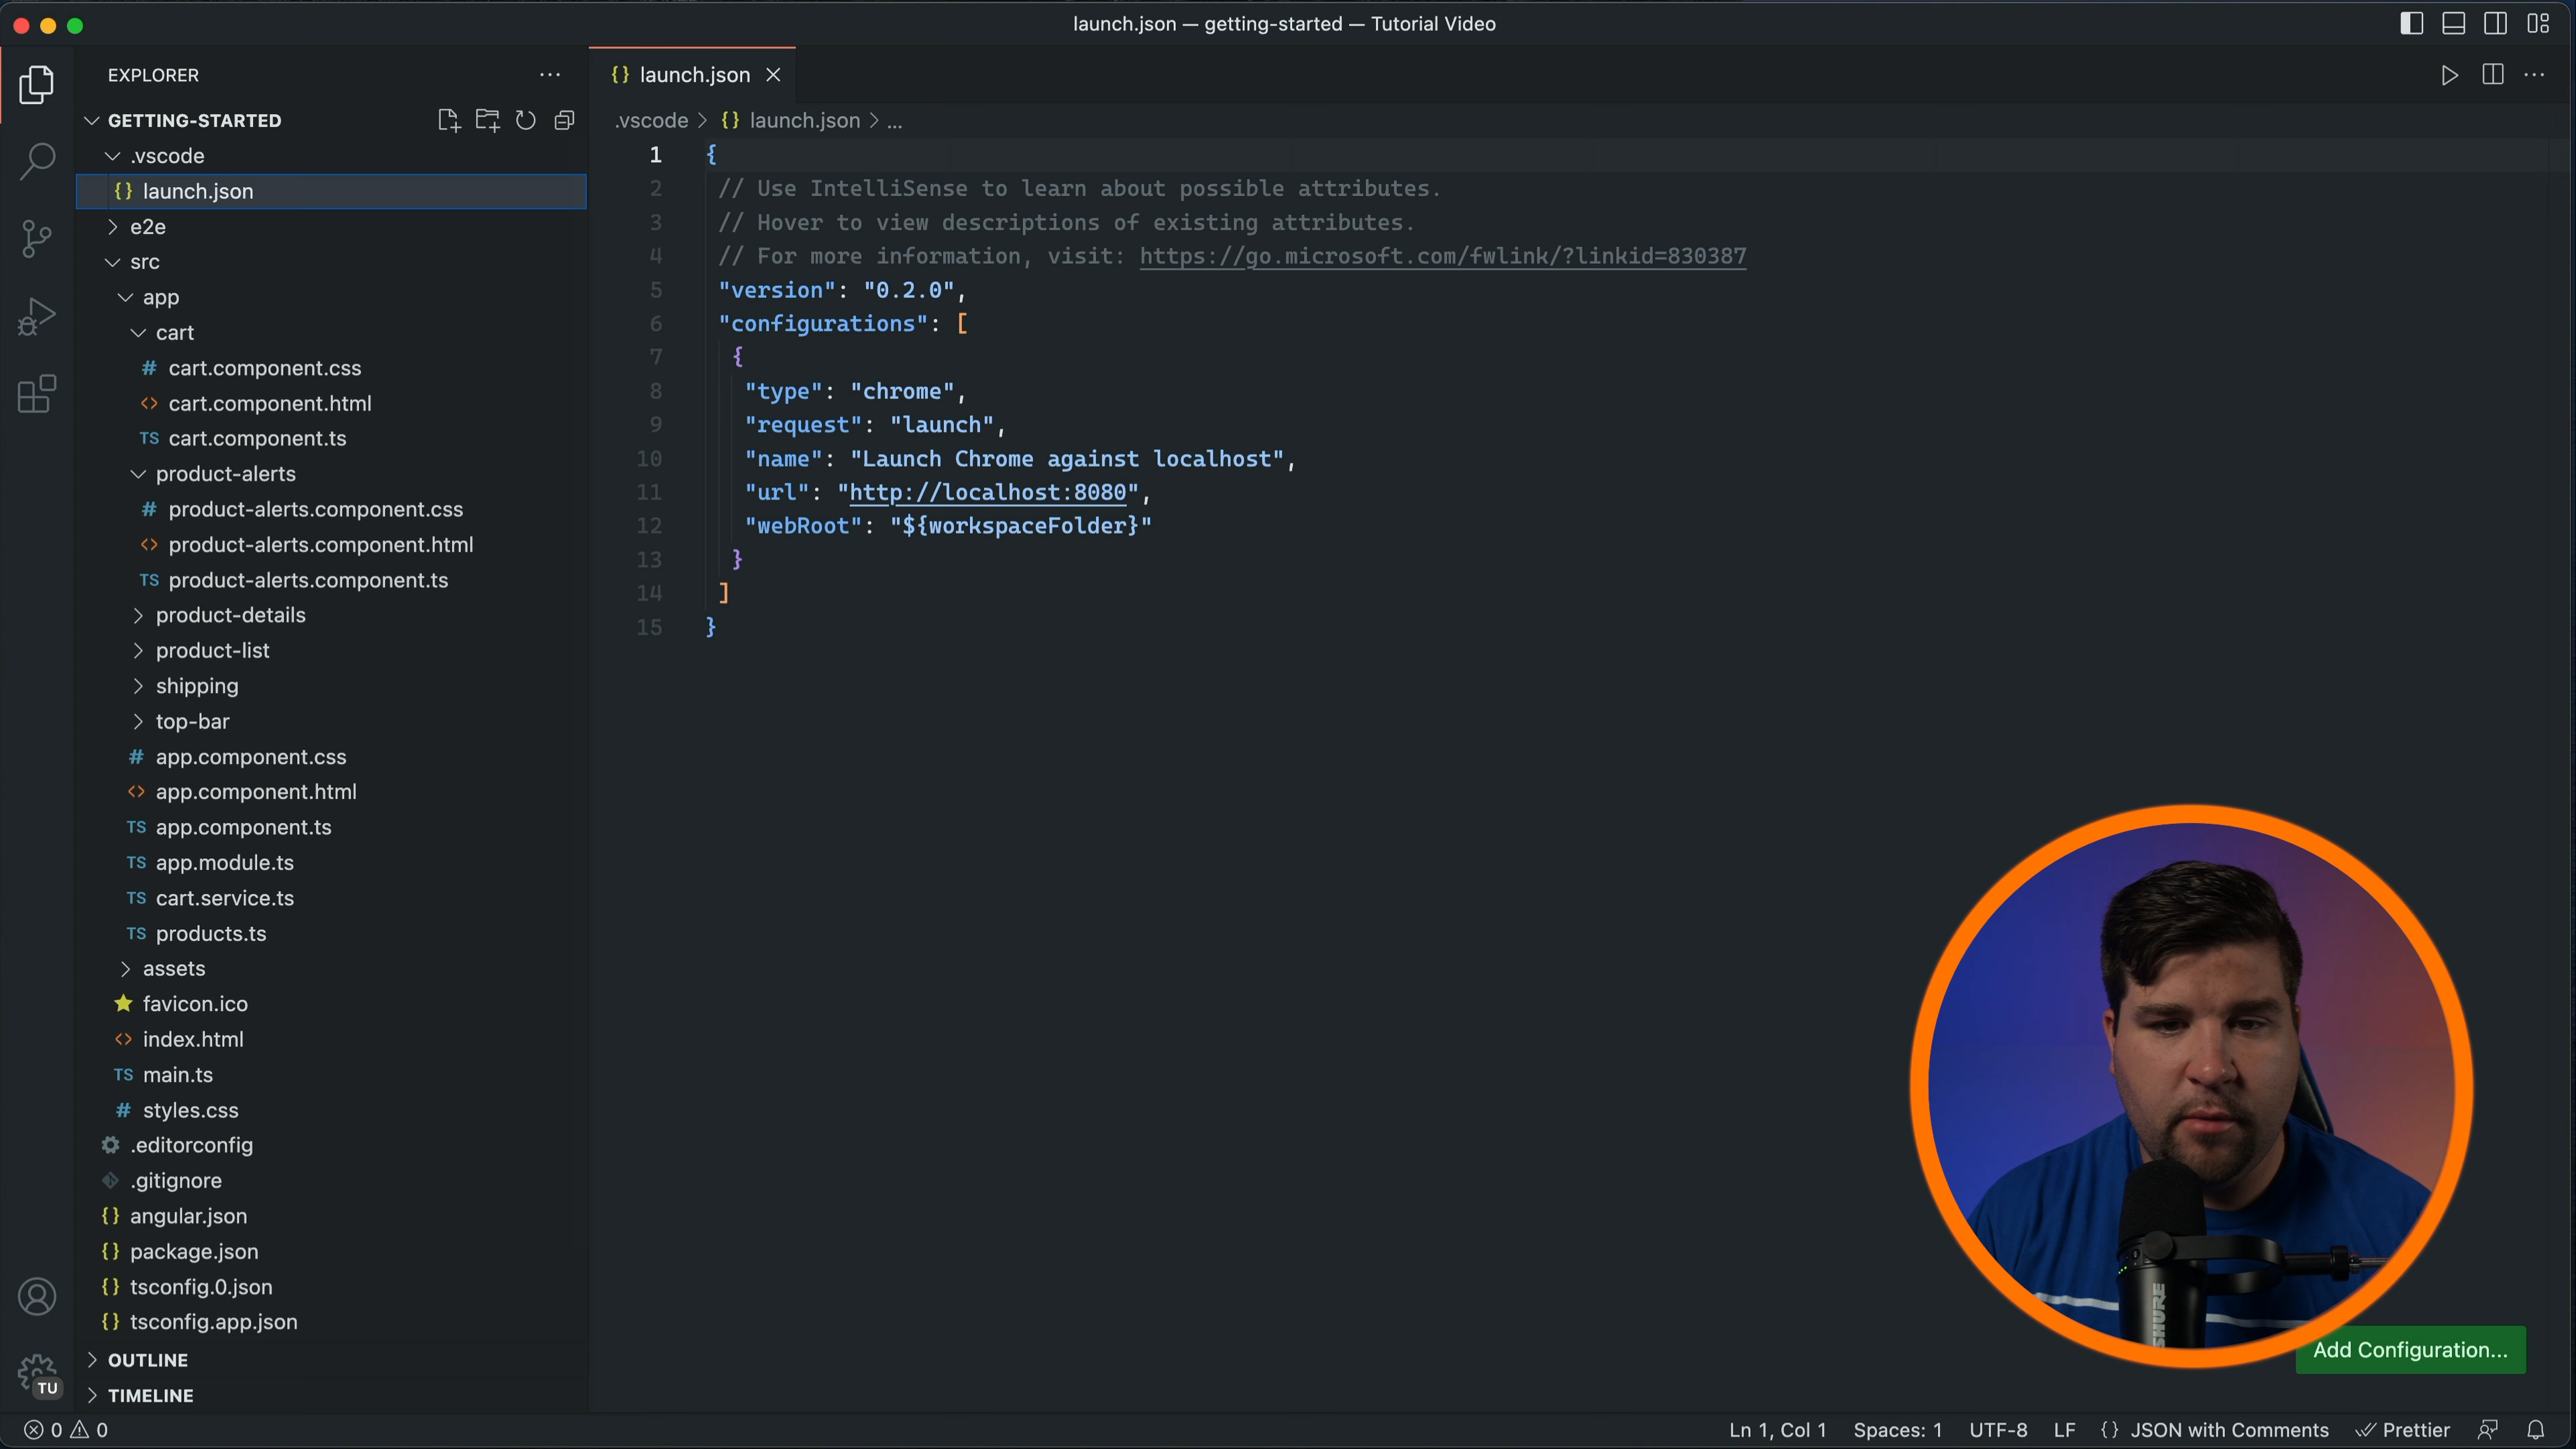 launch.json — getting-started — Tutorial Video
EXPLORER
GETTING-STARTED
.vscode
launch.json
e2e
src
app
cart
cart.component.css
cart.component.html
TS cart.component.ts
product-alerts
product-alerts.component.css
product-alerts.component.html
TS product-alerts.component.ts
product-details
product-list
shipping
top-bar
app.component.css
app.component.html
TS app.component.ts
TS app.module.ts
TS cart.service.ts
TS products.ts
assets
favicon.ico
index.html
TS main.ts
styles.css
.editorconfig
.gitignore
angular.json
package.json
tsconfig.0.json
tsconfig.app.json
OUTLINE
TIMELINE
TU
launch.json
.vscode > {} launch.json > ...
1 {
2 // Use IntelliSense to learn about possible attributes.
3 // Hover to view descriptions of existing attributes.
4 // For more information, visit: https://go.microsoft.com/fwlink/?linkid=830387
5 "version": "0.2.0",
6 "configurations": [
7 {
8 "type": "chrome",
9 "request": "launch",
10 "name": "Launch Chrome against localhost",
11 "url": "http://localhost:8080",
12 "webRoot": "${workspaceFolder}"
13 }
14 ]
15 }
SHURE
Add Configuration...
0 0
Ln 1, Col 1 Spaces: 1 UTF-8 LF {} JSON with Comments Prettier